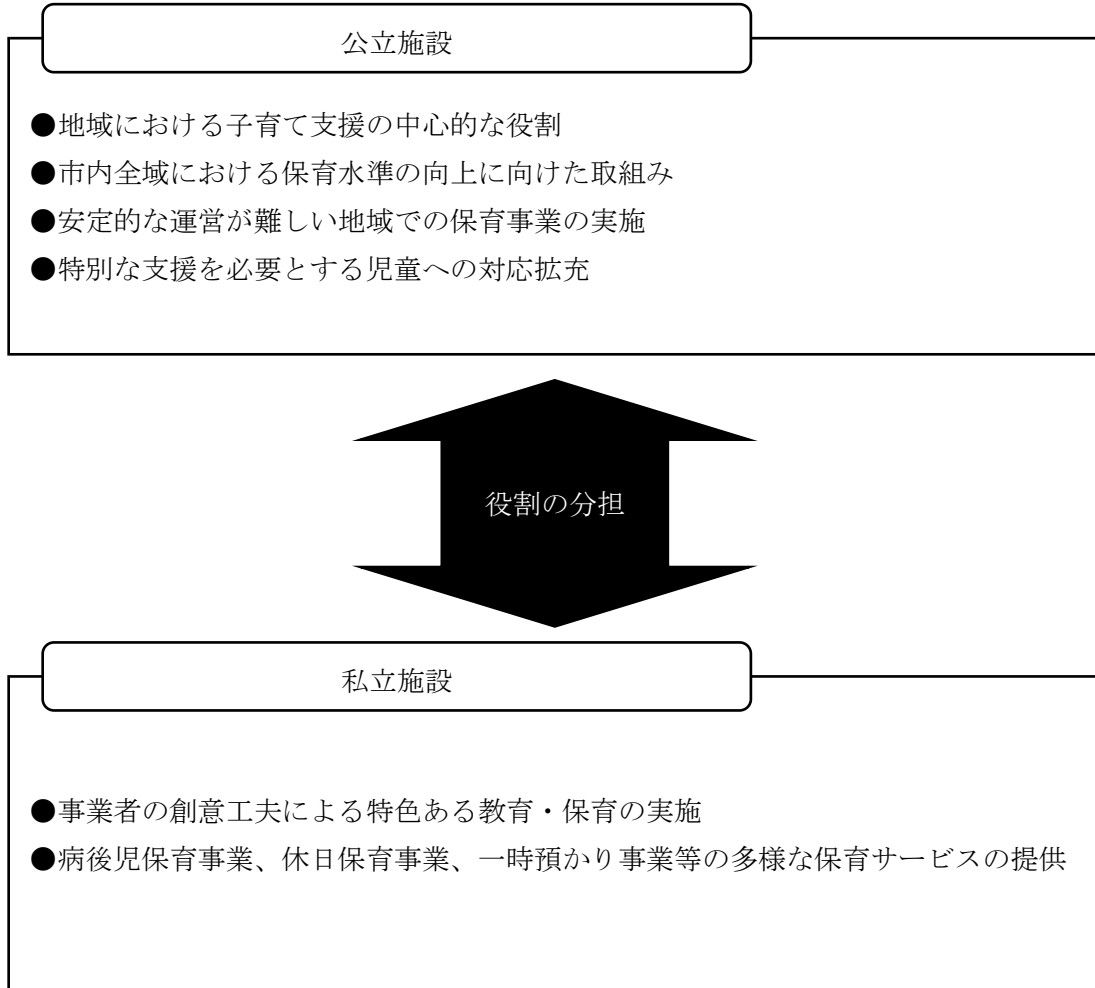 公立施設
●地域における子育て支援の中心的な役割
●市内全域における保育水準の向上に向けた取組み
●安定的な運営が難しい地域での保育事業の実施
●特別な支援を必要とする児童への対応拡充
役割の分担
私立施設
●事業者の創意工夫による特色ある教育・保育の実施
●病後児保育事業、休日保育事業、一時預かり事業等の多様な保育サービスの提供